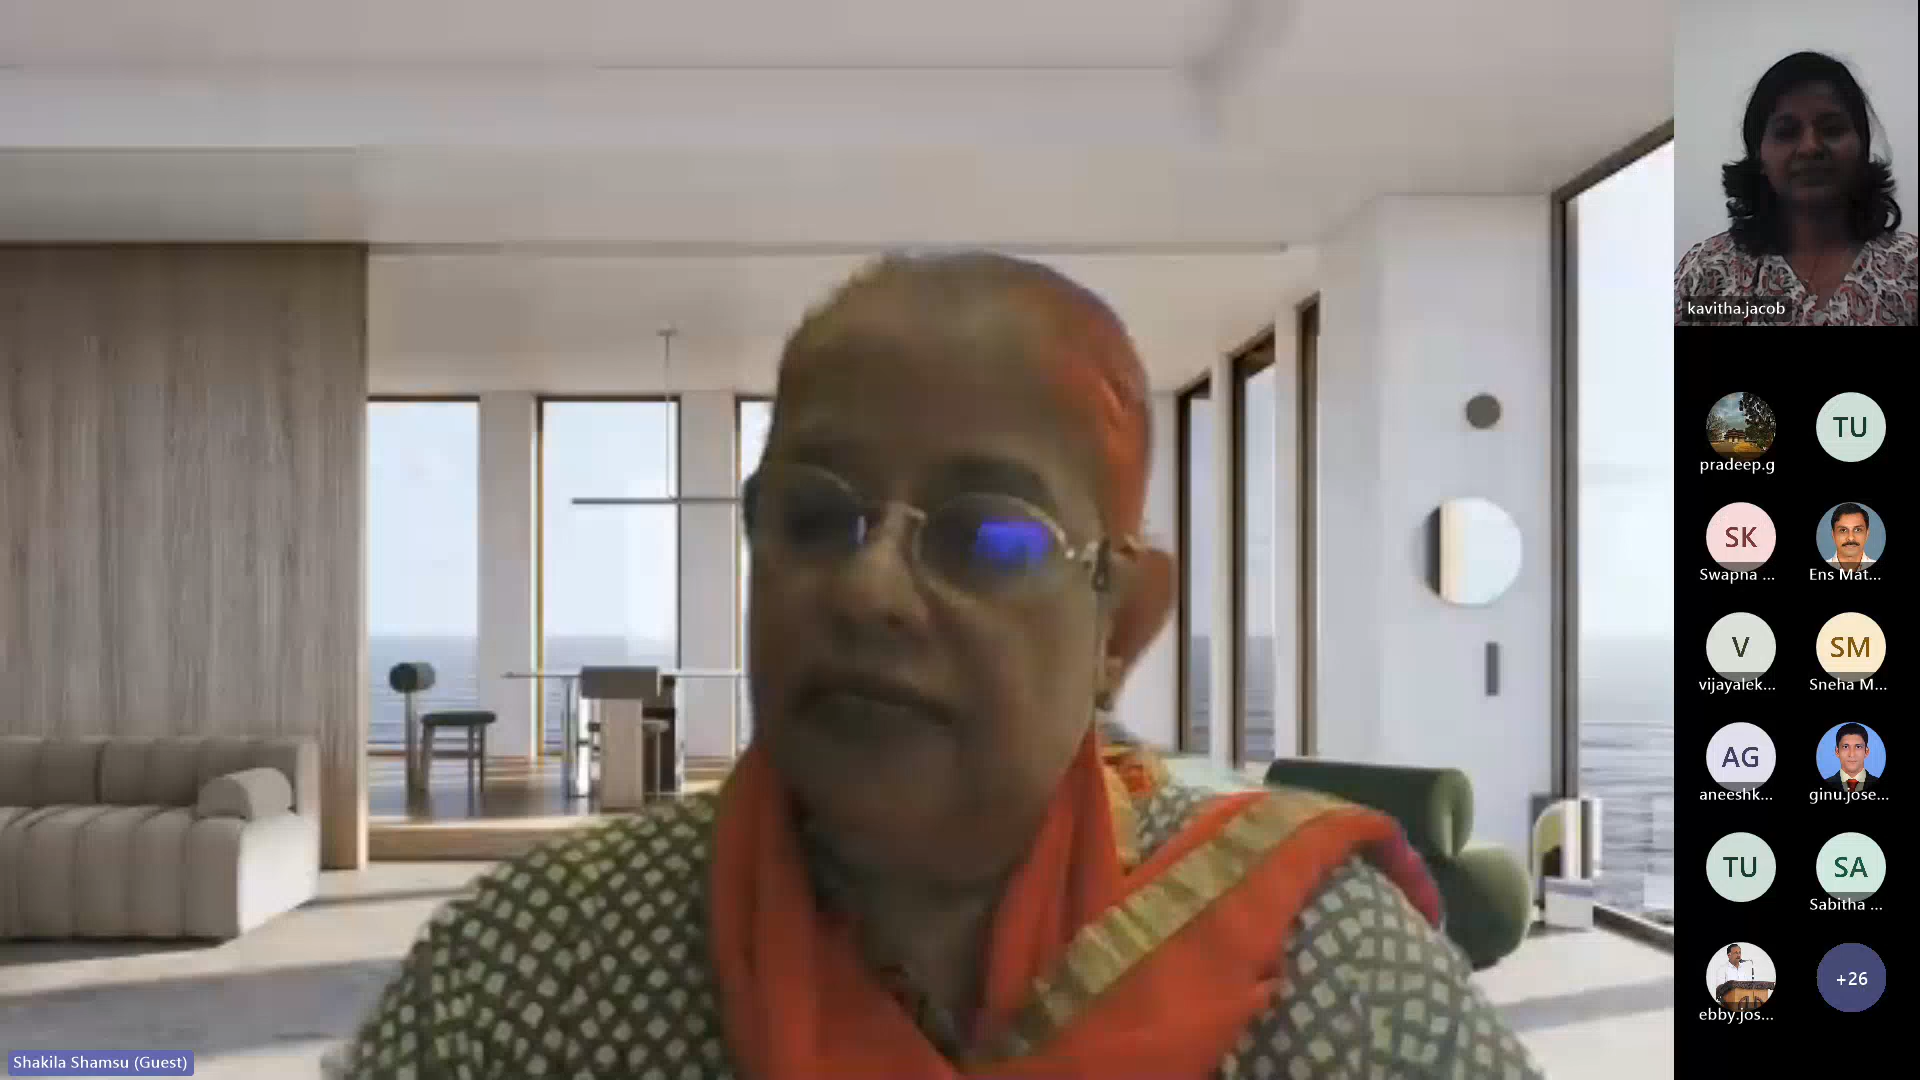 kavitha.jacob
pradeep.g
TU
SK
Swapna ...
Ens Mat...
V
vijayalek...
SM
Sneha M...
AG
aneeshk...
ginu.jose...
TU
SA
Sabitha ...
ebby.jos...
+26
Shakila Shamsu (Guest)